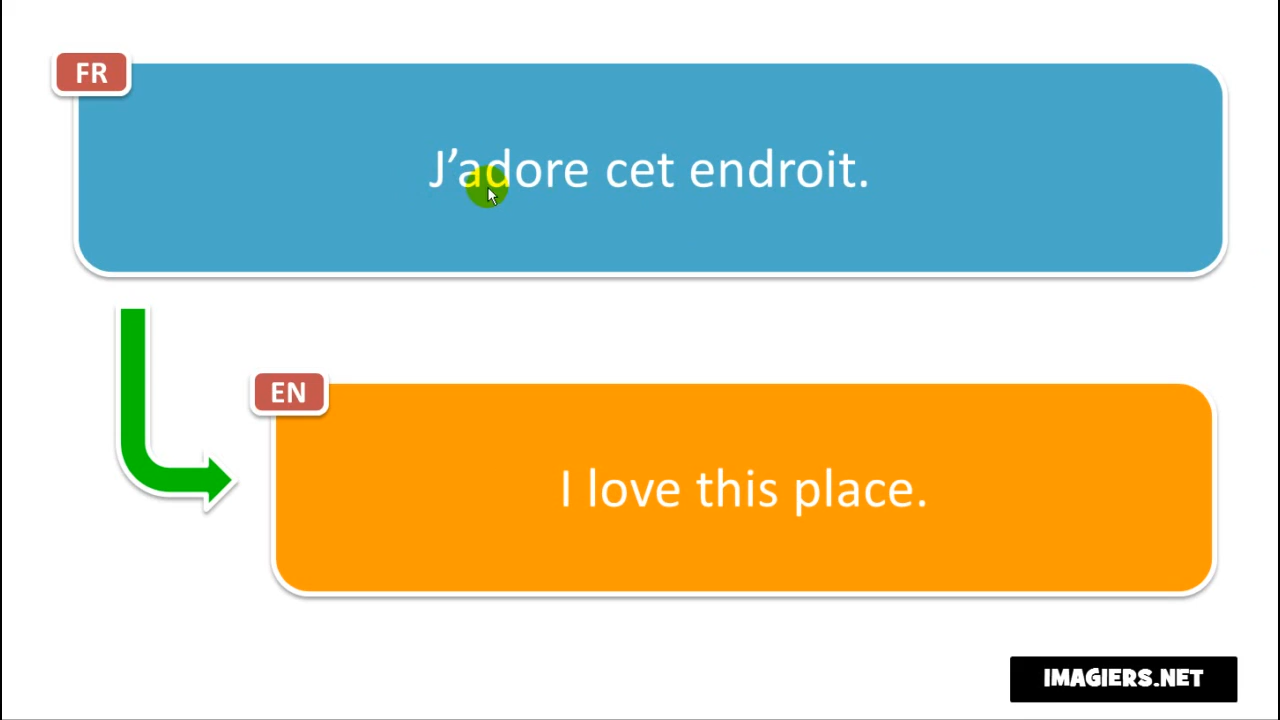 FR
J’adore cet endroit.
EN
I love this place.
IMAGIERS.NET